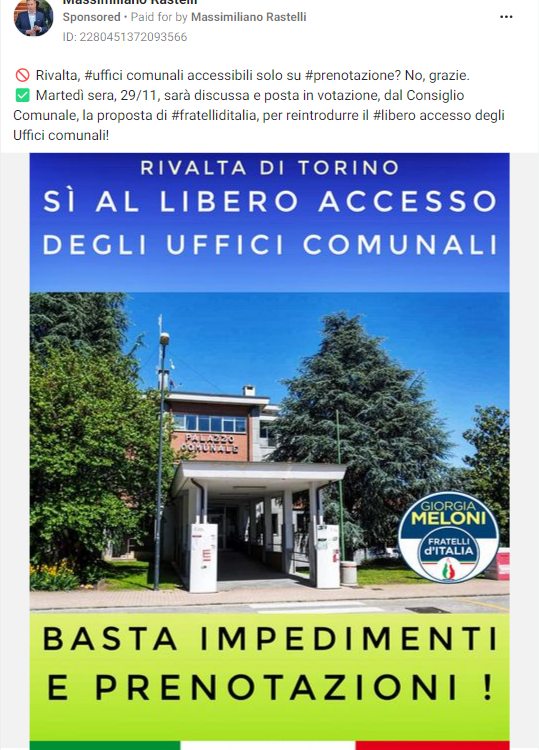 Massimiliano Rastelli
Sponsored • Paid for by Massimiliano Rastelli
ID: 2280451372093566
🚫 Rivalta, #uffici comunali accessibili solo su #prenotazione? No, grazie.
✅ Martedì sera, 29/11, sarà discussa e posta in votazione, dal Consiglio
Comunale, la proposta di #fratelliditalia, per reintrodurre il #libero accesso degli
Uffici comunali!
RIVALTA DI TORINO
SÌ AL LIBERO ACCESSO
DEGLI UFFICI COMUNALI
PALAZZO
COMUNALE
GIORGIA
MELONI
FRATELLI
d'ITALIA
BASTA IMPEDIMENTI
E PRENOTAZIONI !